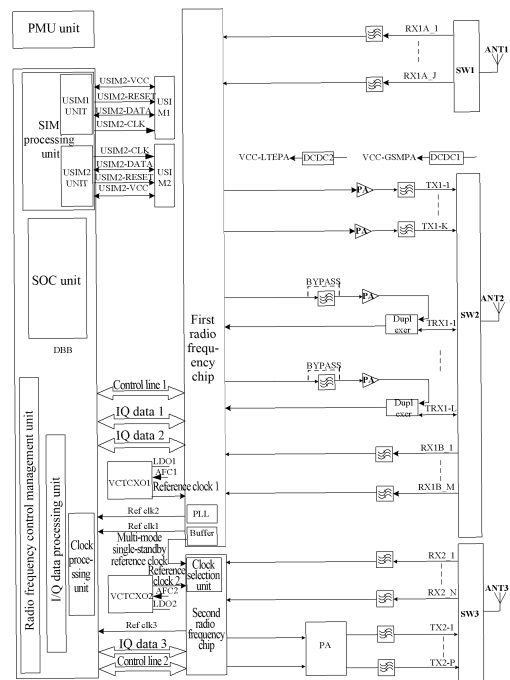 PMU unit
RX1A_1
RX1A_J
SW1
ANT1
SIM
processing
unit
USIM1
UNIT
USIM2-VCC
USIM2-RESET
USIM2-DATA
USIM2-CLK
USI
M1
USIM2
UNIT
USIM2-CLK
USIM2-DATA
USIM2-RESET
USIM2-VCC
USI
M2
VCC-LTEPA
DCDC2
VCC-GSMPA
DCDC1
PA
TX1-1
PA
TX1-K
SOC unit
DBB
First
radio
frequ-
ency
chip
BYPASS
PA
Dupl
exer
TRX1-1
SW2
ANT2
BYPASS
PA
Dupl
exer
TRX1-L
Control line 1
IQ data 1
IQ data 2
RX1B_1
RX1B_M
VCTCXO1
LDO1
AFC1
Reference clock 1
Radio frequency control management unit
I/Q data processing unit
Clock
proce-
ssing
unit
Ref clk2
PLL
Ref clk1
Buffer
Multi-mode
single-standby
reference clock
Reference
clock 2
Clock
selection
unit
VCTCXO2
AFC2
LDO2
Second
radio
frequency
chip
RX2_1
RX2_N
SW3
ANT3
Ref clk3
IQ data 3
Control line 2
PA
TX2-1
TX2-P